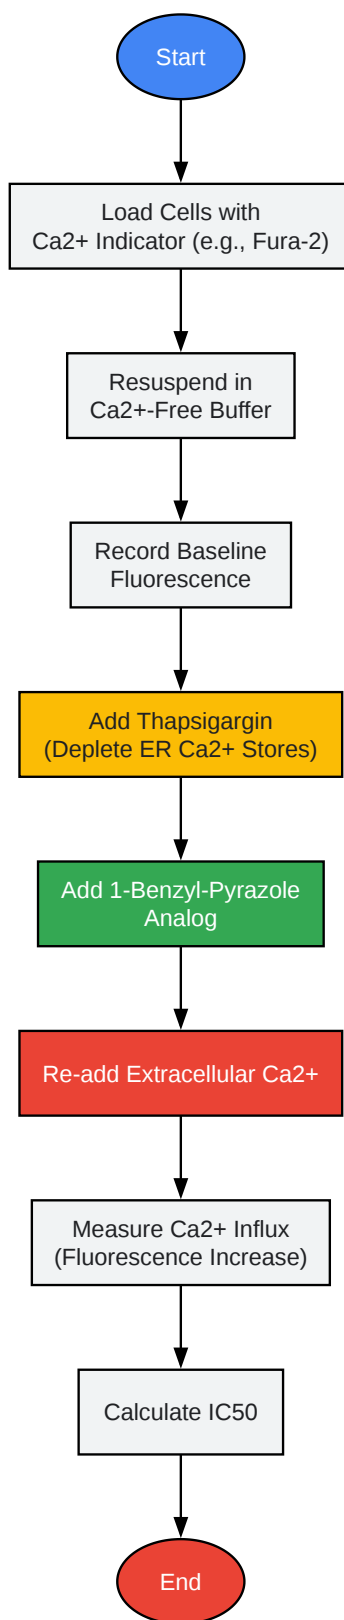 Start
Load Cells with
Ca2+ Indicator (e.g., Fura-2)
Resuspend in
Ca2+-Free Buffer
Record Baseline
Fluorescence
Add Thapsigargin
(Deplete ER Ca2+ Stores)
Add 1-Benzyl-Pyrazole
Analog
Re-add Extracellular Ca2+
Measure Ca2+ Influx
(Fluorescence Increase)
Calculate IC50
End